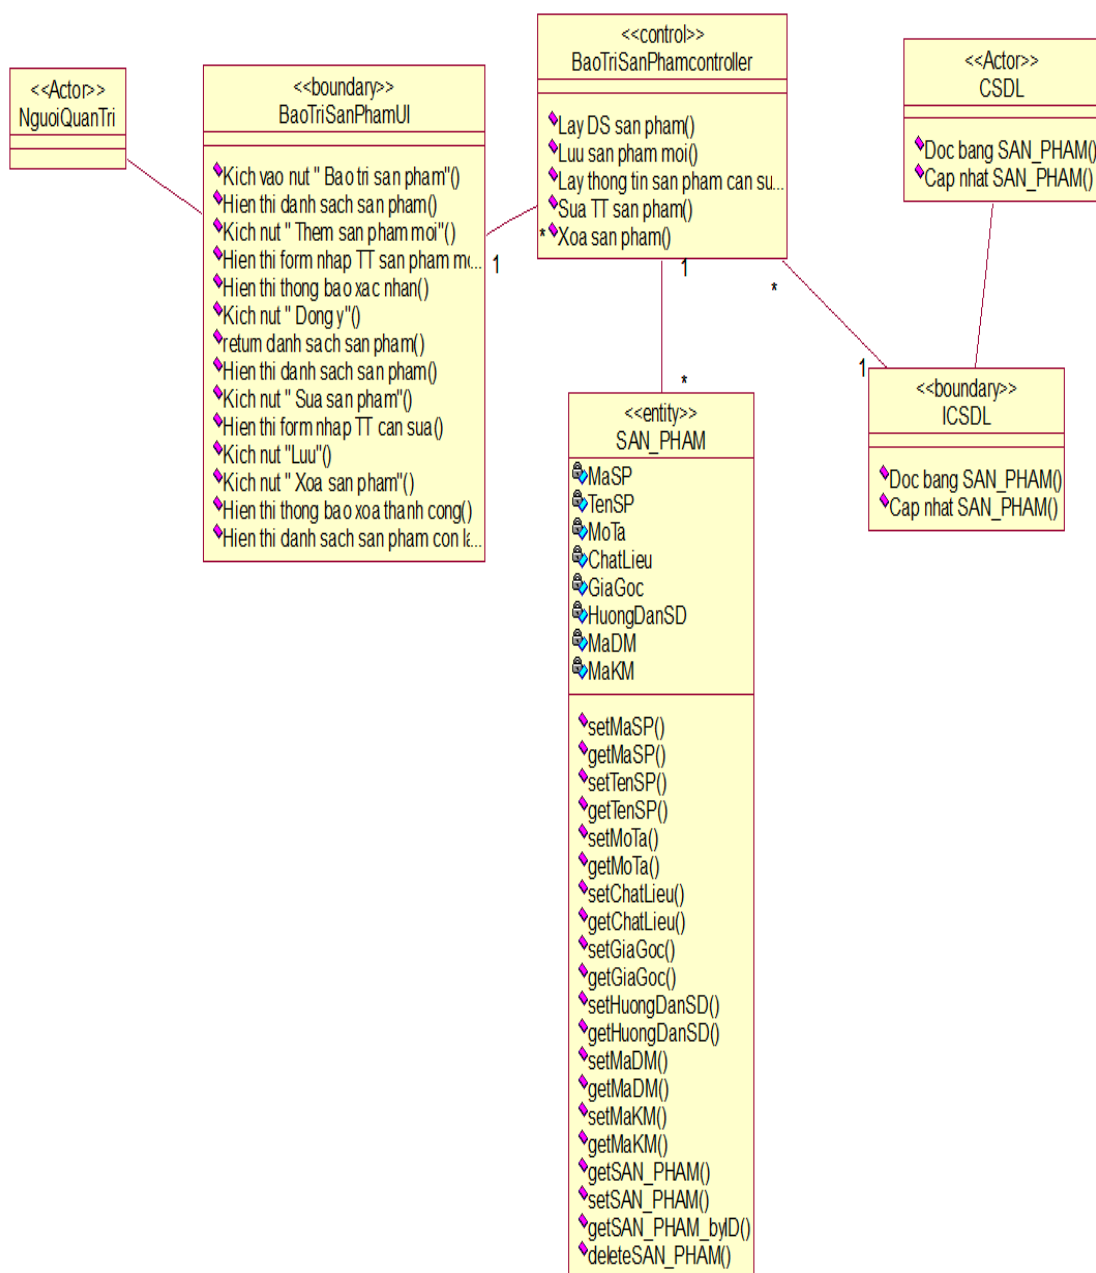 <<Actor>>
NguoiQuanTri
<<boundary>>
BaoTriSanPhamUI
Kich vao nut " Bao tri san pham"()
Hien thi danh sach san pham()
Kich nut " Them san pham moi"()
Hien thi form nhap TT san pham mo...
Hien thi thong bao xac nhan()
Kich nut " Dong y"()
return danh sach san pham()
Hien thi danh sach san pham()
Kich nut " Sua san pham"()
Hien thi form nhap TT can sua()
Kich nut "Luu"()
Kich nut " Xoa san pham"()
Hien thi thong bao xoa thanh cong()
Hien thi danh sach san pham con la...
1
*
<<control>>
BaoTriSanPhamcontroller
Lay DS san pham()
Luu san pham moi()
Lay thong tin san pham can su...
Sua TT san pham()
Xoa san pham()
1
*
*
1
<<Actor>>
CSDL
Doc bang SAN_PHAM()
Cap nhat SAN_PHAM()
<<boundary>>
ICSDL
Doc bang SAN_PHAM()
Cap nhat SAN_PHAM()
<<entity>>
SAN_PHAM
MaSP
TenSP
MoTa
ChatLieu
GiaGoc
HuongDanSD
MaDM
MaKM
setMaSP()
getMaSP()
setTenSP()
getTenSP()
setMoTa()
getMoTa()
setChatLieu()
getChatLieu()
setGiaGoc()
getGiaGoc()
setHuongDanSD()
getHuongDanSD()
setMaDM()
getMaDM()
setMaKM()
getMaKM()
getSAN_PHAM()
setSAN_PHAM()
getSAN_PHAM_byID()
deleteSAN_PHAM()